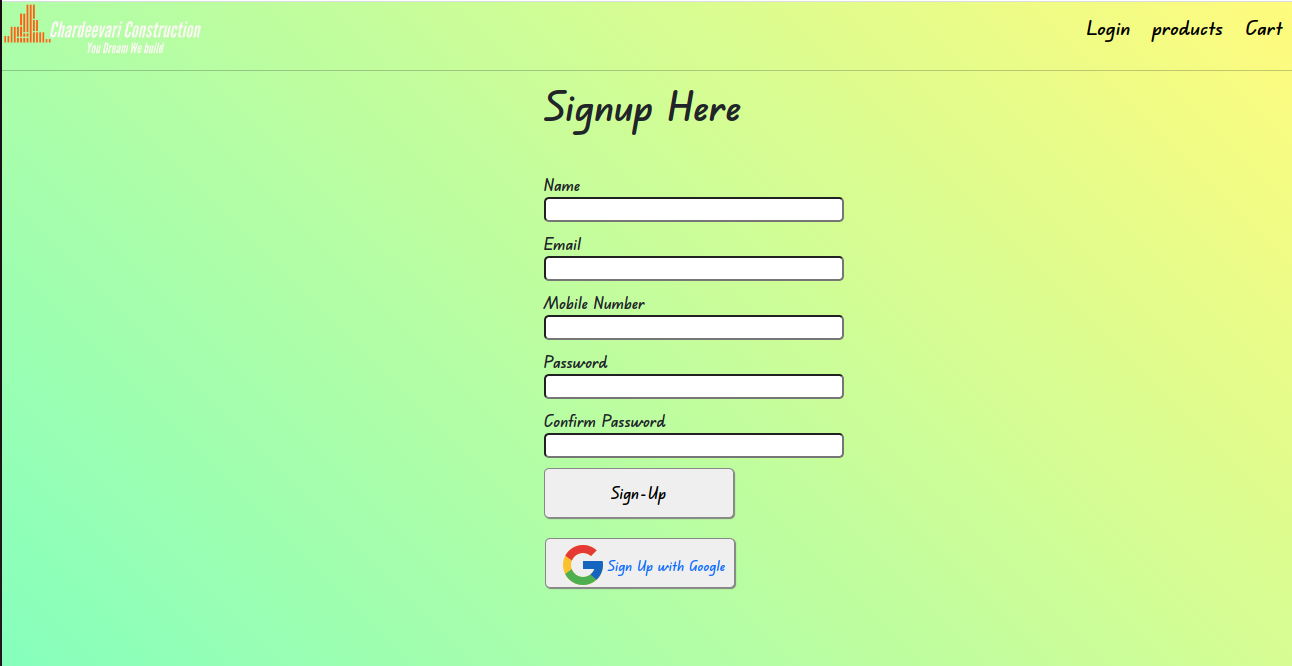 Chardeevari Construction
You Dream We build
Login products Cart
Signup Here
Name
Email
Mobile Number
Password
Confirm Password
Sign-Up
Sign Up with Google